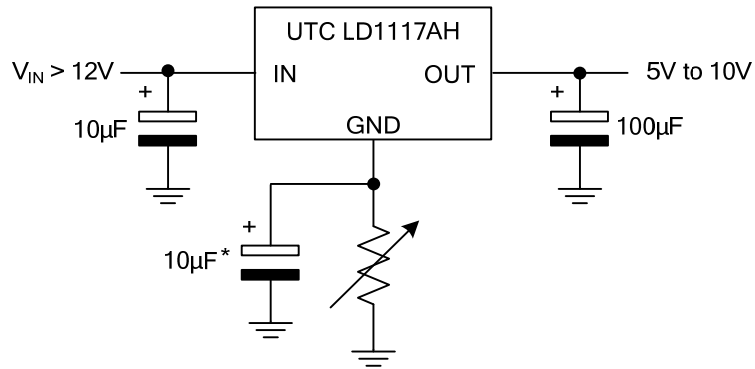 UTC LD1117AH
V_IN > 12V
IN
OUT
5V to 10V
+
10µF
+
100µF
GND
+
10µF*